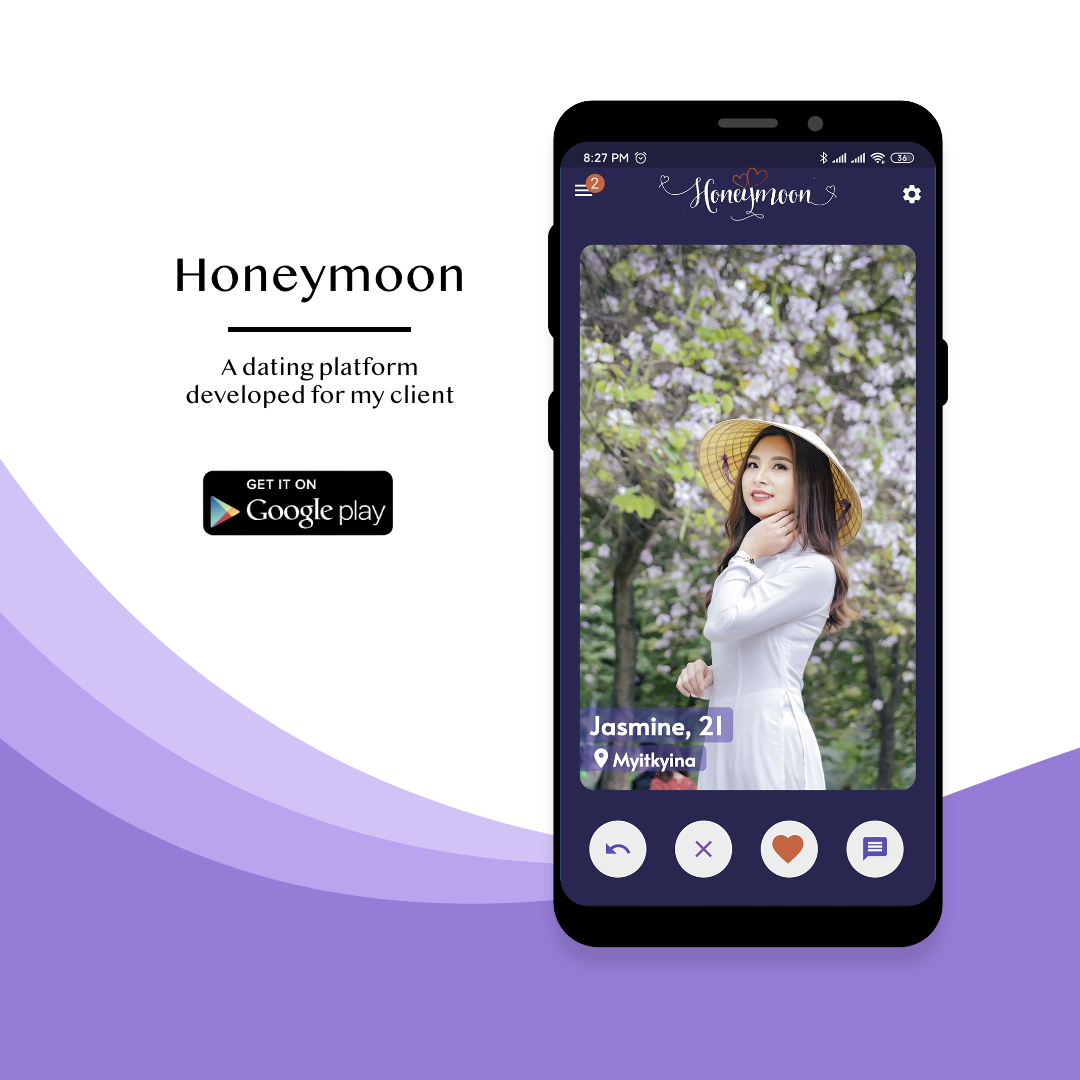 Honeymoon
A dating platform
developed for my client
GET IT ON
Google play
8:27 PM
36
2
Honeymoon
Jasmine, 21
Myitkyina